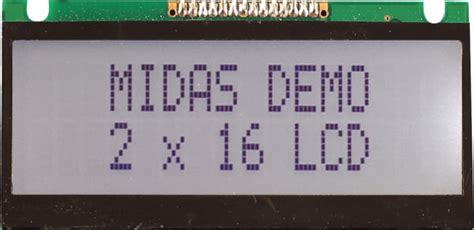 MIDAS DEMO
2 x 16 LCD